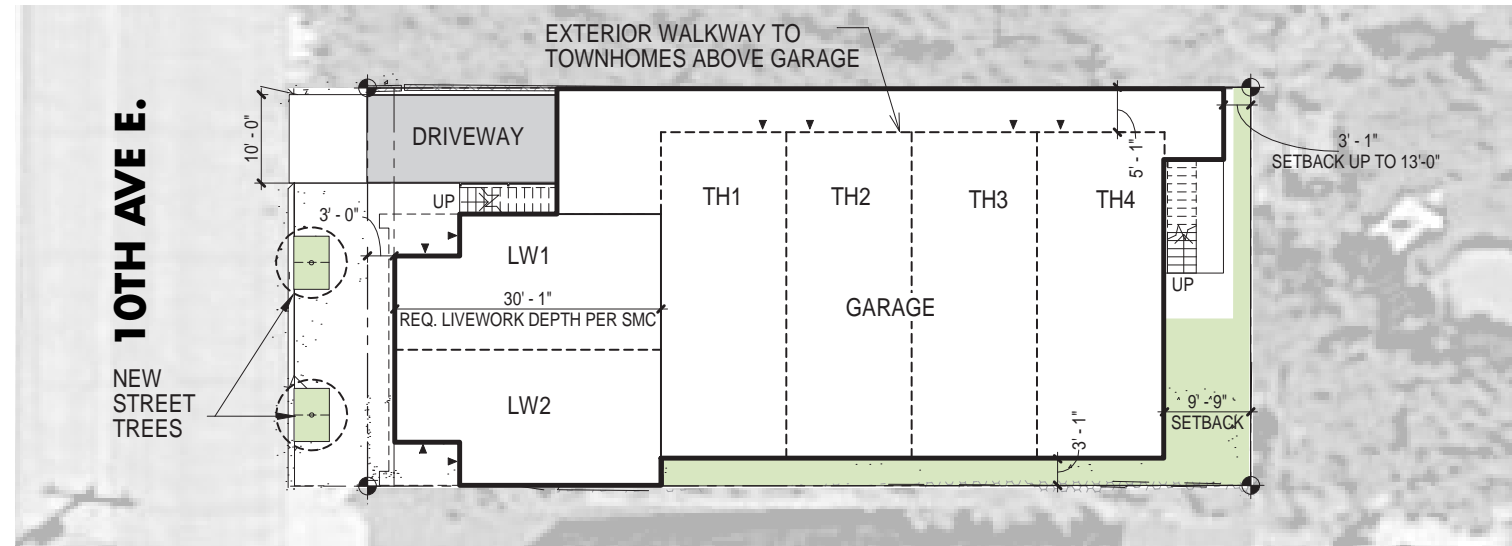 EXTERIOR WALKWAY TO
TOWNHOMES ABOVE GARAGE
10TH AVE E.
10' - 0"
DRIVEWAY
5' - 1"
3' - 1"
SETBACK UP TO 13'-0"
UP
3' - 0"
TH1
TH2
TH3
TH4
LW1
30' - 1"
REQ. LIVEWORK DEPTH PER SMC
GARAGE
UP
NEW
STREET
TREES
LW2
9' - 9"
SETBACK
3' - 1"